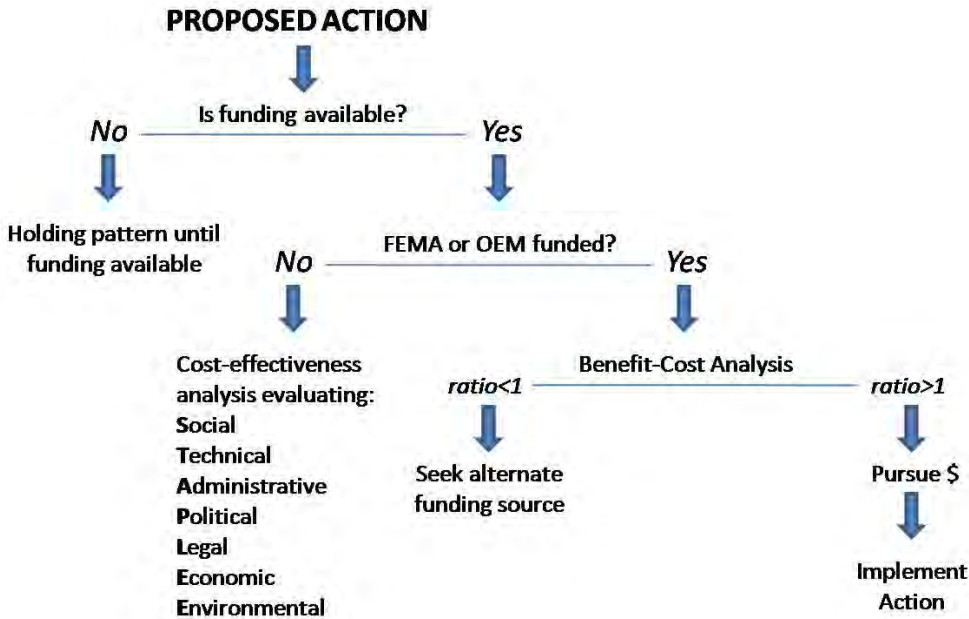 PROPOSED ACTION
Is funding available?
No
Yes
Holding pattern until
funding available
FEMA or OEM funded?
No
Yes
Cost-effectiveness
analysis evaluating:
Social
Technical
Administrative
Political
Legal
Economic
Environmental
Benefit-Cost Analysis
ratio<1
ratio>1
Seek alternate
funding source
Pursue $
Implement
Action